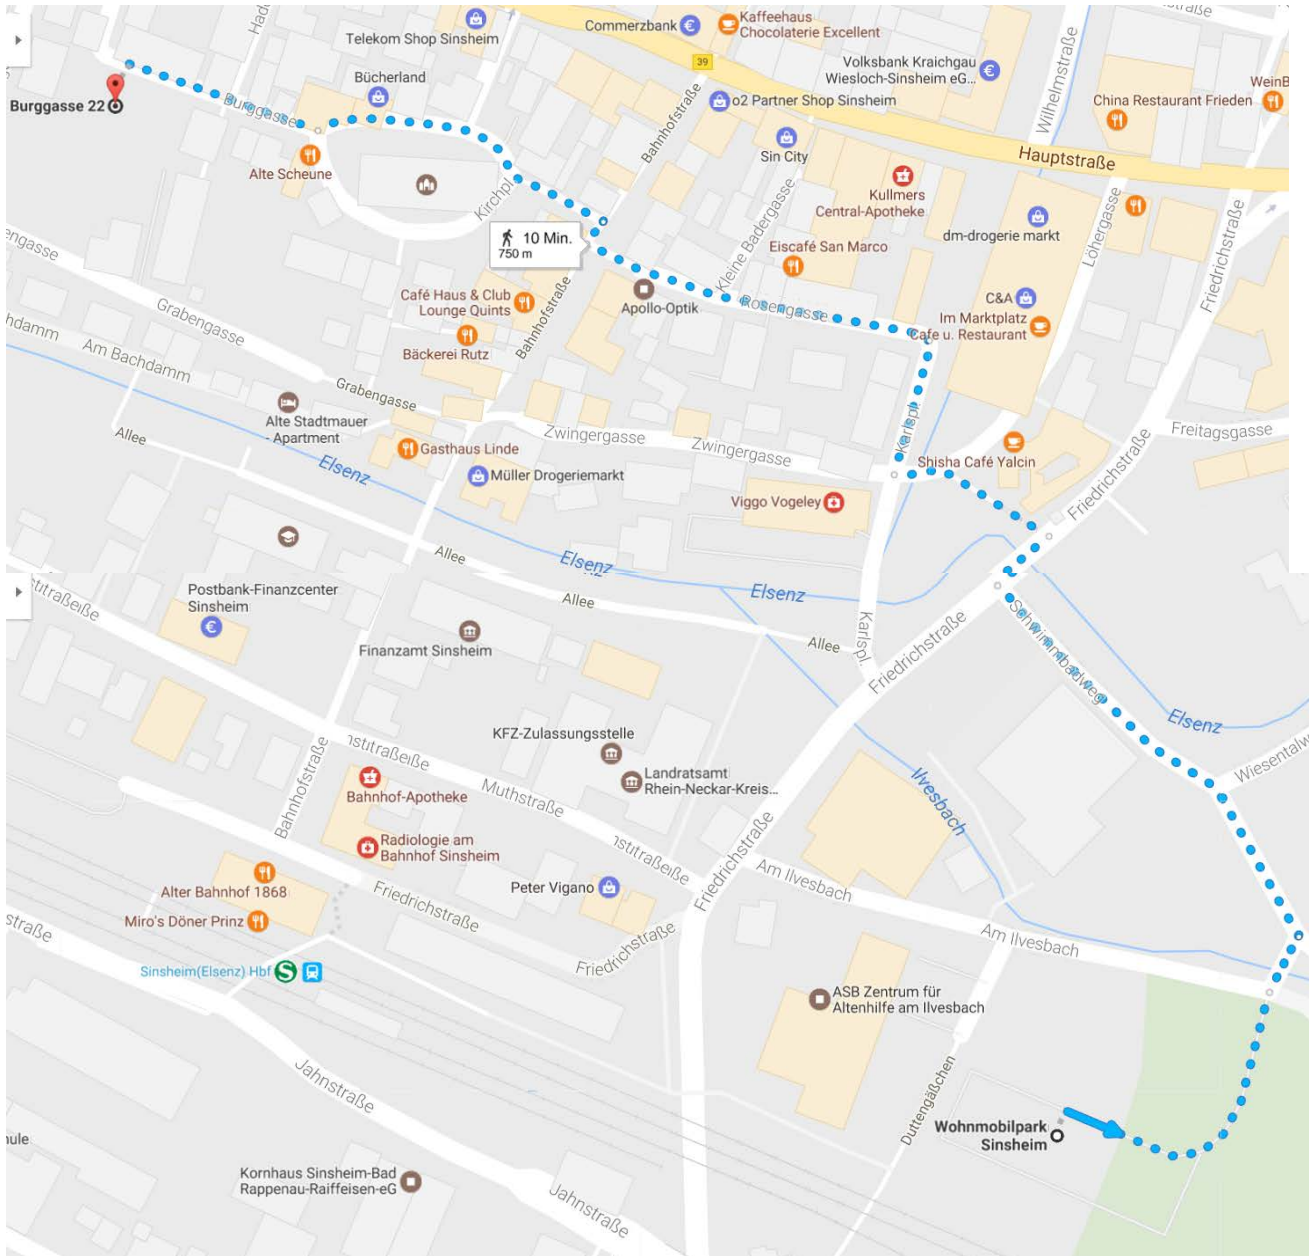 Commerzbank
Kaffeehaus
Chocolaterie Excellent
Telekom Shop Sinsheim
Wilhelmstraße
Bücherland
39
Volksbank Kraichgau
Wiesloch-Sinsheim eG...
Burggasse 22
Burggasse
o2 Partner Shop Sinsheim
China Restaurant Frieden
WeinB
Bahnhofstraße
Sin City
Hauptstraße
Alte Scheune
Kirchpl.
Kullmers
Central-Apotheke
dm-drogerie markt
Löhergasse
Friedrichstraße
10 Min.
750 m
Kleine Badergasse
Eiscafé San Marco
Café Haus & Club
Lounge Quints
Apollo-Optik
Rosengasse
C&A
Im Marktplatz
Cafe u. Restaurant
Grabengasse
Bahnhofstraße
Bäckerei Rutz
Am Bachdamm
Grabengasse
Alte Stadtmauer
- Apartment
Karlspl.
Allee
Zwingergasse
Zwingergasse
Freitagsgasse
Gasthaus Linde
Elsenz
Müller Drogeriemarkt
Shisha Café Yalcin
Friedrichstraße
Viggo Vogeley
Allee
Elsenz
Postbank-Finanzcenter
Sinsheim
Allee
Elsenz
Karlspl.
Schwimmbadweg
Finanzamt Sinsheim
Allee
Friedrichstraße
Elsenz
KFZ-Zulassungsstelle
Landratsamt
Rhein-Neckar-Kreis...
Ilvesbach
Wiesentalw
Bahnhofstraße
Bahnhof-Apotheke
Muthstraße
Radiologie am
Bahnhof Sinsheim
Friedrichstraße
Am Ilvesbach
Alter Bahnhof 1868
Peter Vigano
Miro's Döner Prinz
Friedrichstraße
Friedrichstraße
Am Ilvesbach
Sinsheim(Elsenz) Hbf
S
ASB Zentrum für
Altenhilfe am Ilvesbach
Jahnstraße
Duttengäßchen
Wohnmobilpark
Sinsheim
Kornhaus Sinsheim-Bad
Rappenau-Raiffeisen-eG
Jahnstraße